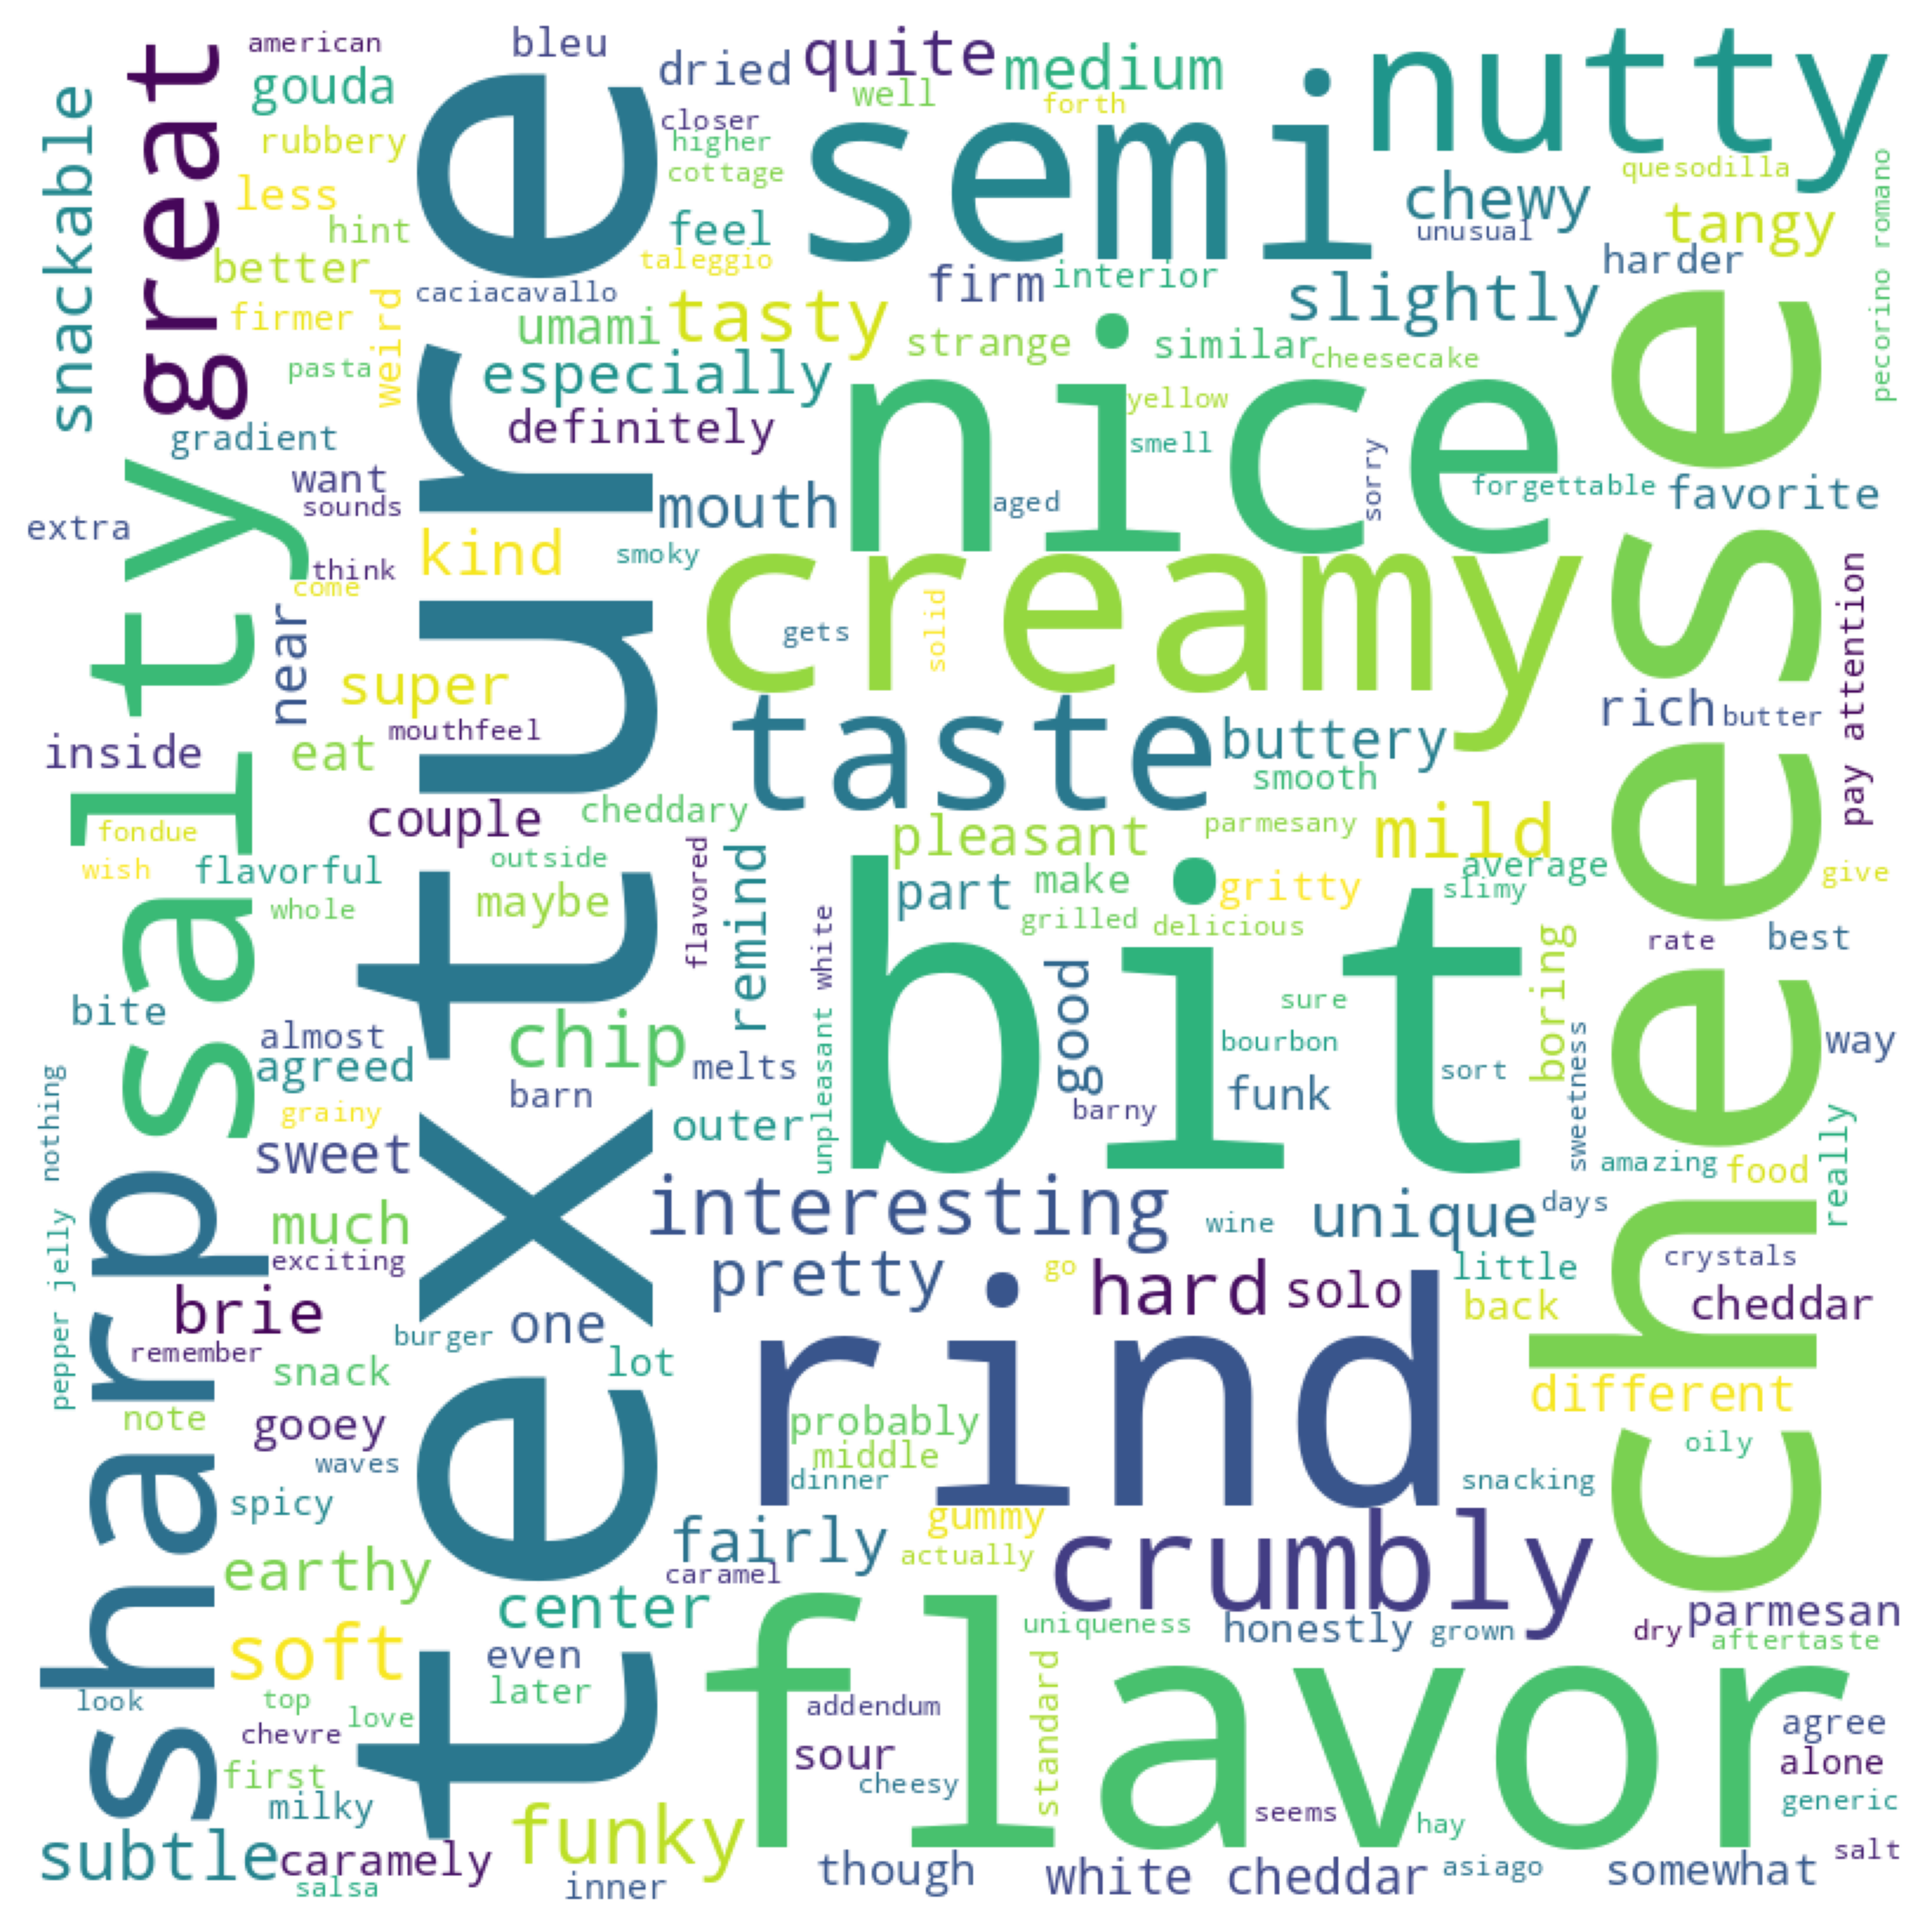 american
bleu
great
gouda
dried
quite
medium
nutty
semi
well
forth
snackable
closer
rubbery
higher
cottage
quesodilla
less
chewy
pecorino romano
hint
feel
unusual
tangy
better
taleggio
firm
interior
harder
caciacavallo
slightly
firmer
weird
umami
tasty
strange
similar
cheesecake
pasta
especially
nice
yellow
gradient
definitely
smell
sorry
want
sounds
mouth
aged
forgettable
favorite
extra
salty
texture
kind
smoky
creamy
cheese
think
come
near
gets
solid
pay attention
super
mouthfeel
taste
rich
butter
inside
eat
buttery
smooth
couple
cheddary
fondue
pleasant
parmesany
mild
wish
flavorful
outside
flavored
remind
average
whole
maybe
part
make
gritty
slimy
give
grilled
delicious
bit
boring
rate
best
bite
almost
chip
white
good
sure
agreed
barn
melts
bourbon
sort
way
nothing
grainy
unpleasant
barny
funk
sweetness
sweet
outer
amazing
food
really
sharp
much
interesting
wine
unique
days
pepper jelly
exciting
pretty
go
hard
solo
little
crystals
brie
burger
one
back
cheddar
remember
snack
lot
rind
different
note
gooey
probably
middle
oily
waves
dinner
snacking
spicy
gummy
crumbly
earthy
fairly
actually
caramel
center
uniqueness
honestly
grown
dry
parmesan
aftertaste
soft
even
flavor
look
top
later
addendum
standard
chevre
love
agree
sour
alone
first
cheesy
milky
funky
seems
hay
generic
subtle
caramely
though
white cheddar
asiago
somewhat
salt
salsa
inner